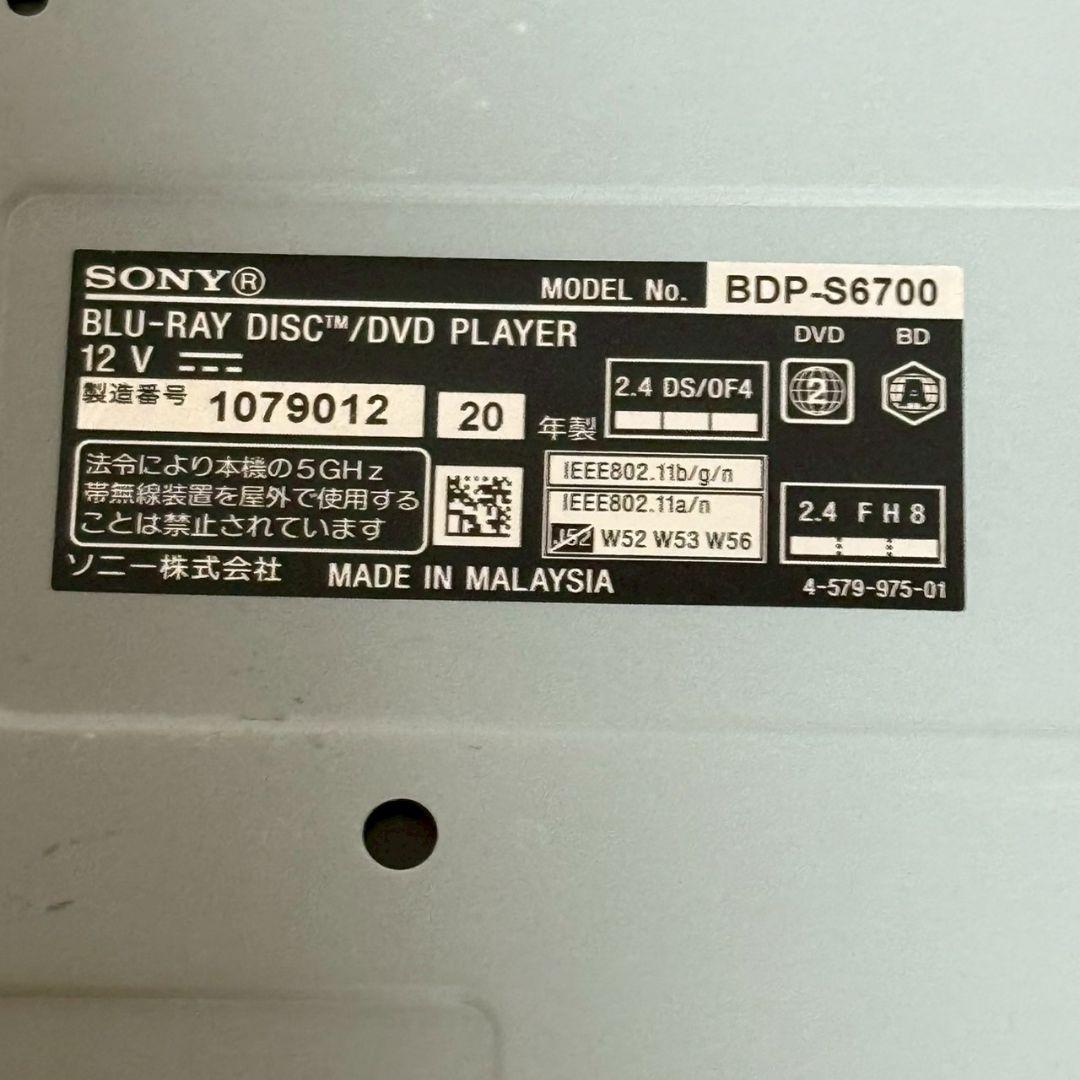 SONY®
MODEL No. BDP-S6700
BLU-RAY DISC™/DVD PLAYER
DVD BD
12 V
2 A
製造番号 1079012 20 年製
2.4 DS/OF4
法令により本機の5GHz
帯無線装置を屋外で使用する
ことは禁止されています
IEEE802.11b/g/n
IEEE802.11a/n
J52 W52 W53 W56
2.4 FH8
ソニー株式会社 MADE IN MALAYSIA
4-579-975-01